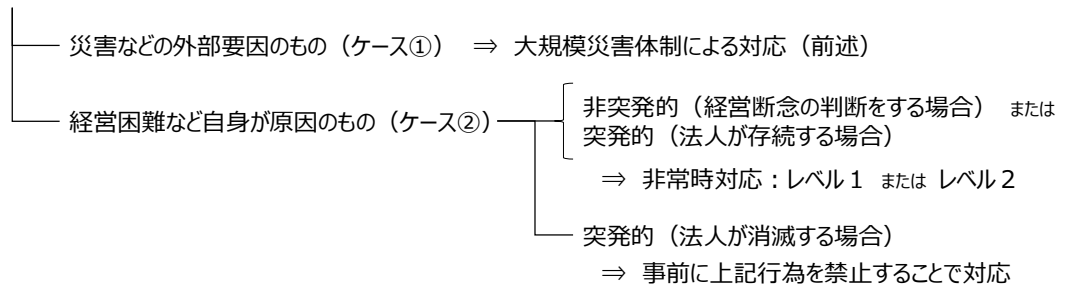 災害などの外部要因のもの（ケース①） ⇒ 大規模災害体制による対応（前述）
経営困難など自身が原因のもの（ケース②）
非突発的（経営断念の判断をする場合） または
突発的（法人が存続する場合）
⇒ 非常時対応：レベル１ または レベル２
突発的（法人が消滅する場合）
⇒ 事前に上記行為を禁止することで対応